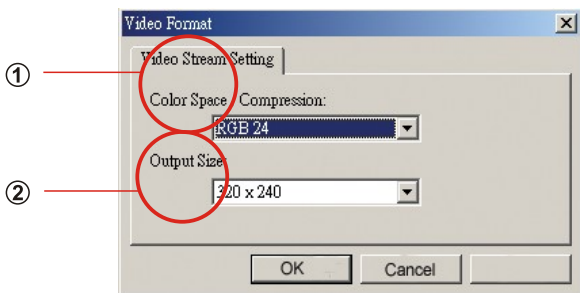 Video Format
Video Stream Setting
1
Color Space / Compression:
RGB 24
Output Size:
2
320 x 240
OK
Cancel